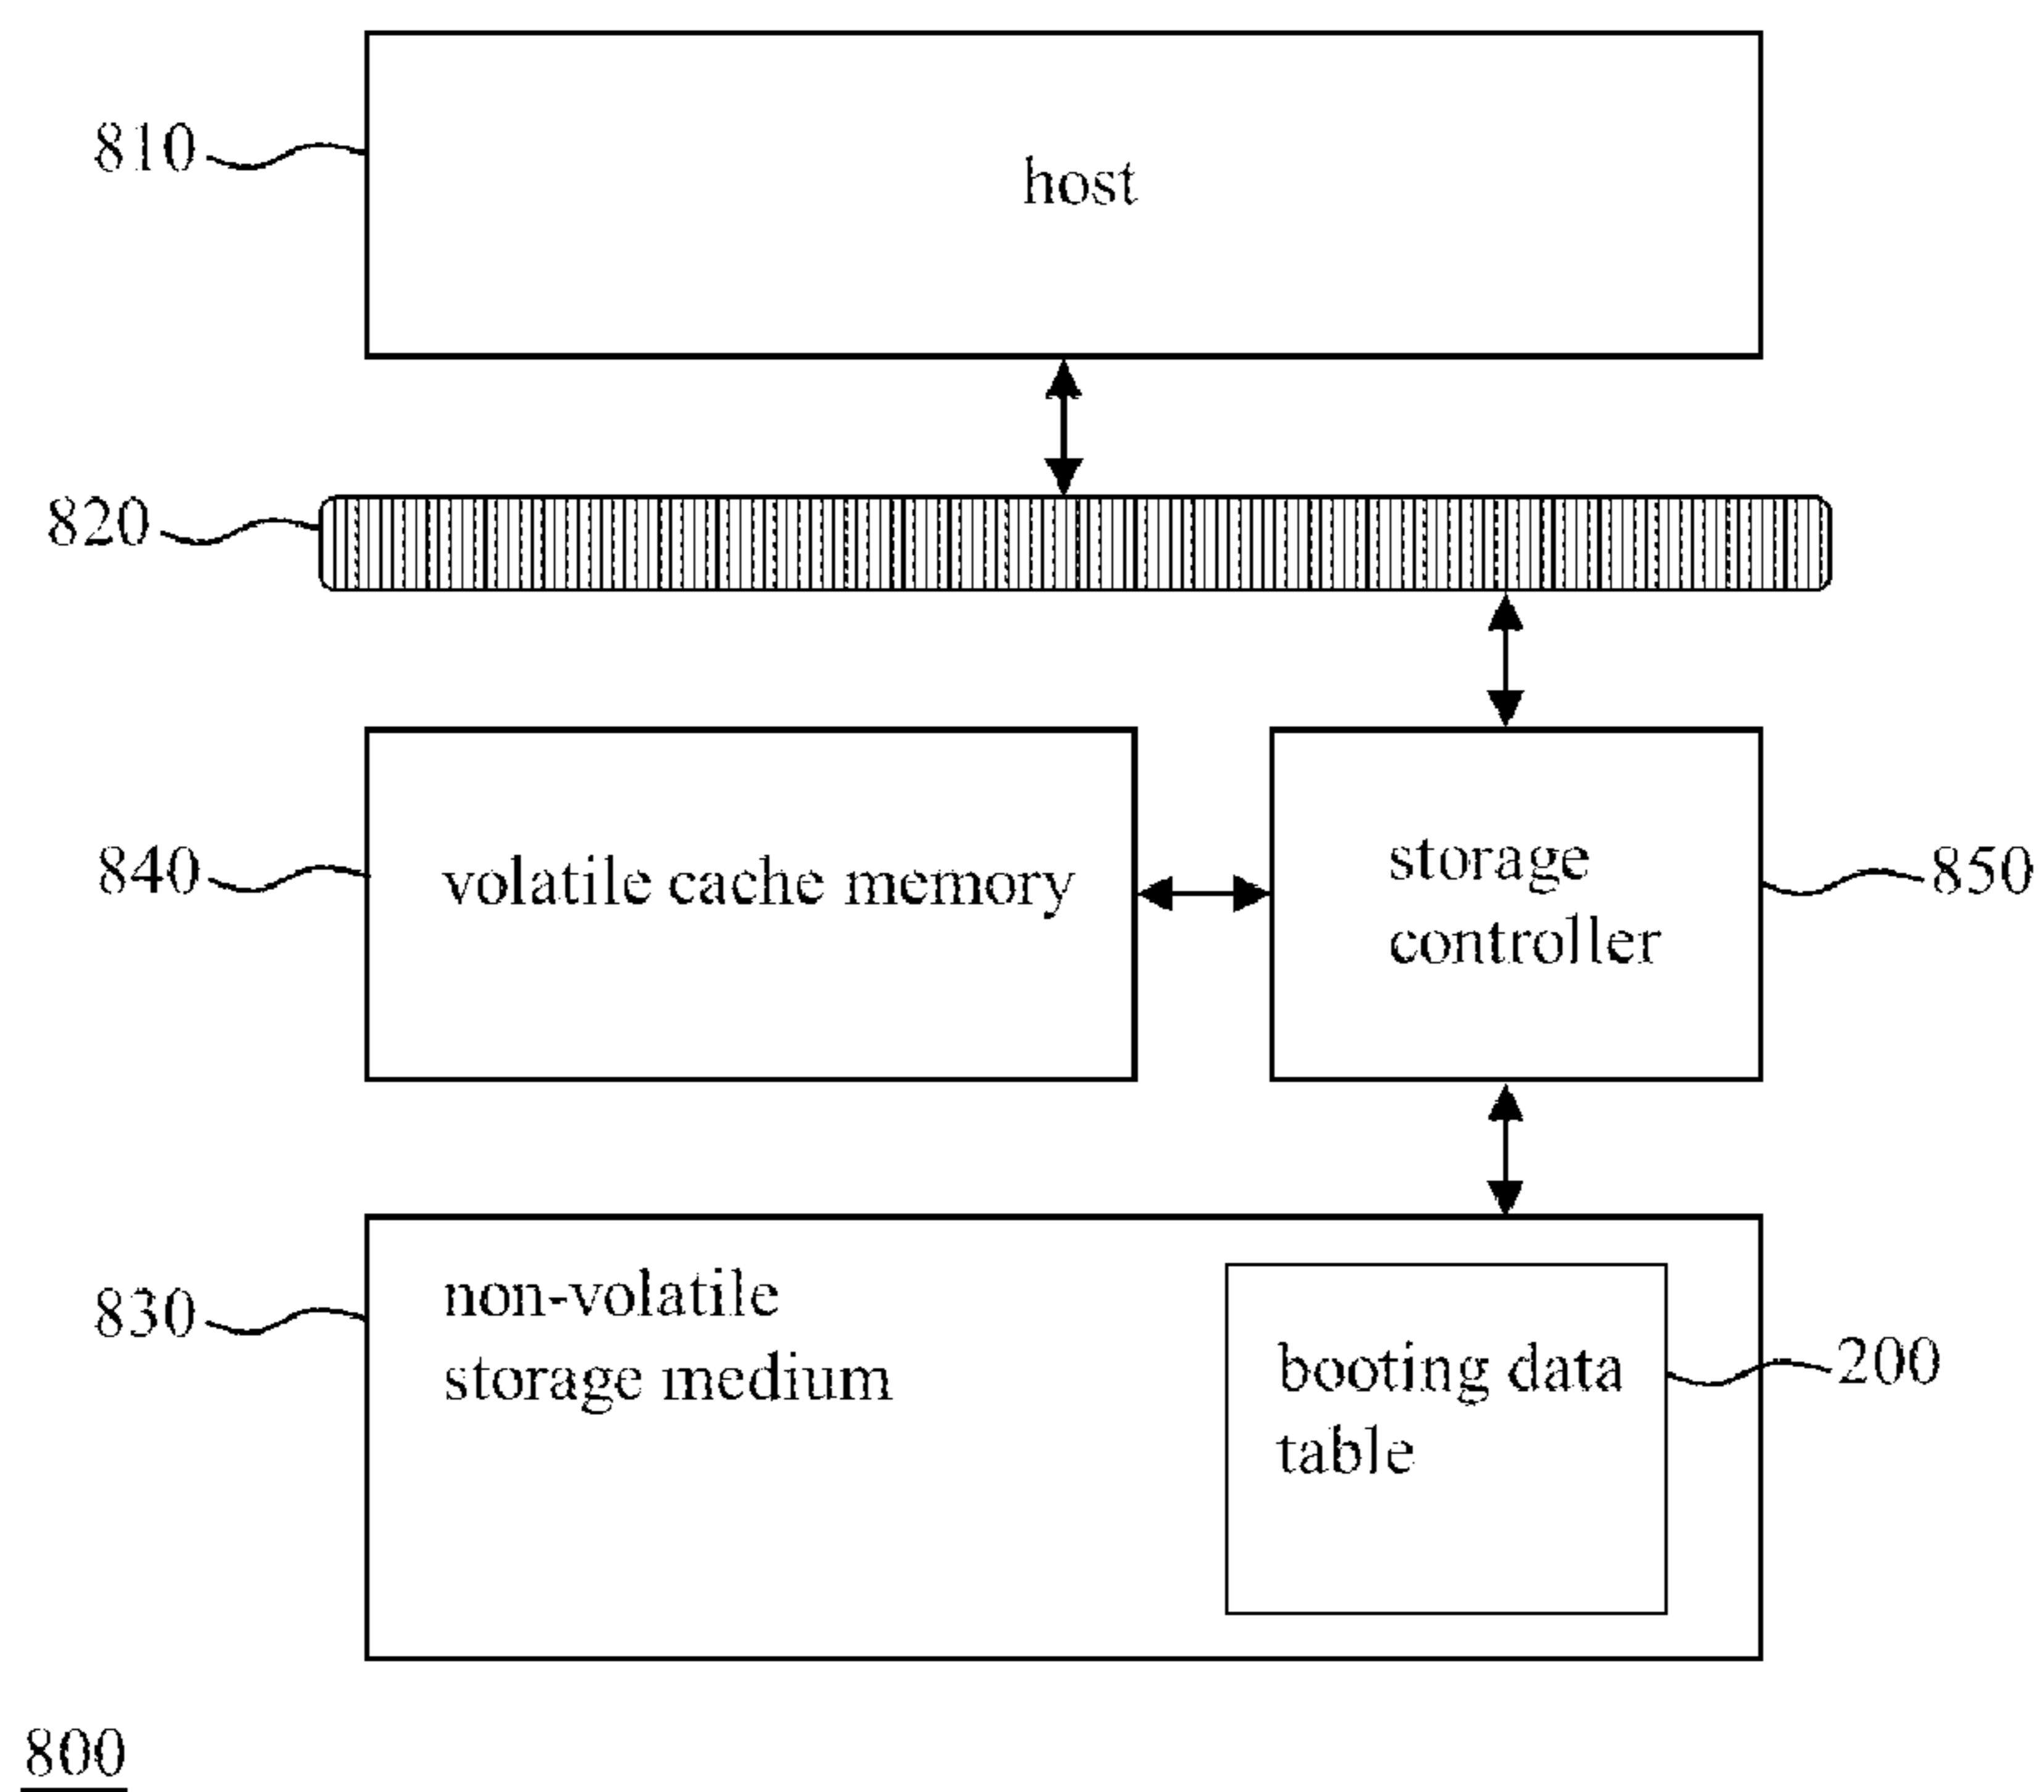 810
host
820
840
volatile cache memory
storage
controller
850
830
non-volatile
storage medium
booting data
table
200
800